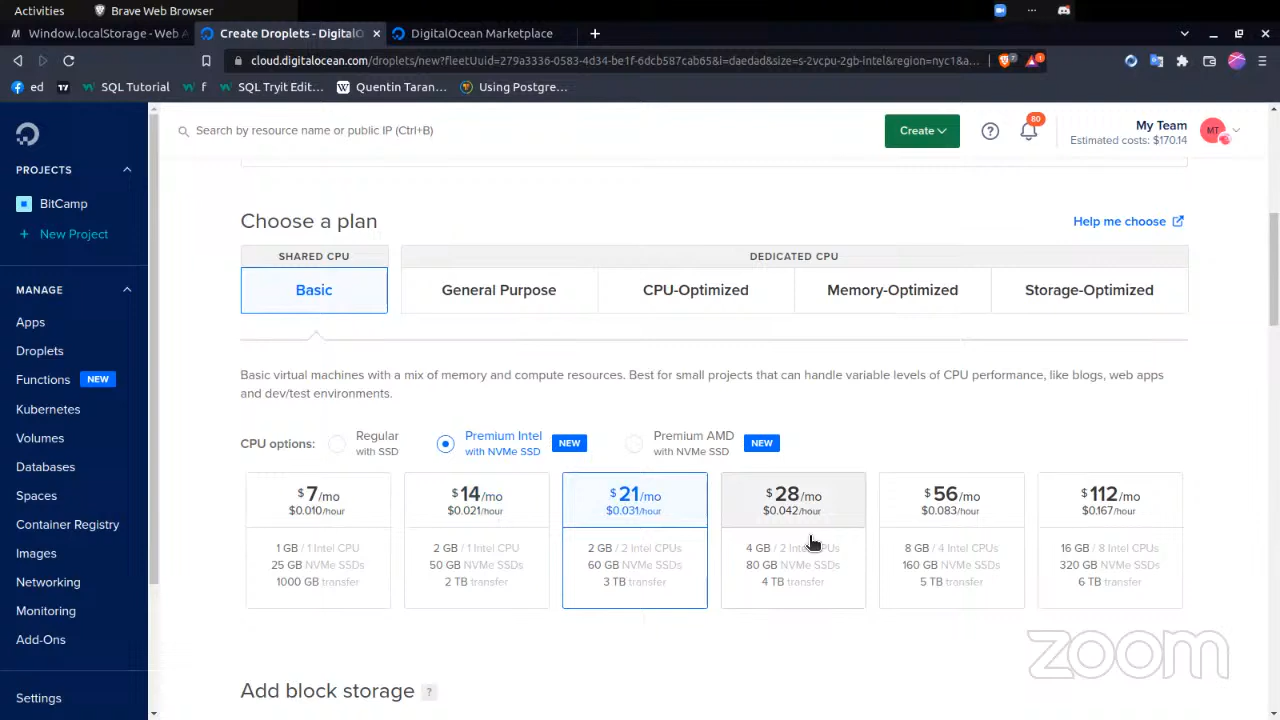 Activities
Brave Web Browser
Window.localStorage - Web A
Create Droplets - DigitalO
DigitalOcean Marketplace
cloud.digitalocean.com/droplets/new?fleetUuid=279a3336-0583-4d34-be1f-6dcb587cab65&i=daedad&size=s-2vcpu-2gb-intel&region=nyc1&a...
7
1
ed
SQL Tutorial
f
SQL Tryit Edit...
Quentin Taran...
Using Postgre...
Search by resource name or public IP (Ctrl+B)
Create
80
My Team
Estimated costs: $170.14
MT
PROJECTS
BitCamp
+ New Project
MANAGE
Apps
Droplets
Functions NEW
Kubernetes
Volumes
Databases
Spaces
Container Registry
Images
Networking
Monitoring
Add-Ons
Settings
Choose a plan
Help me choose
SHARED CPU
DEDICATED CPU
Basic
General Purpose
CPU-Optimized
Memory-Optimized
Storage-Optimized
Basic virtual machines with a mix of memory and compute resources. Best for small projects that can handle variable levels of CPU performance, like blogs, web apps
and dev/test environments.
CPU options:
Regular
with SSD
Premium Intel
with NVMe SSD
NEW
Premium AMD
with NVMe SSD
NEW
$7/mo
$0.010/hour
1 GB / 1 Intel CPU
25 GB NVMe SSDs
1000 GB transfer
$14/mo
$0.021/hour
2 GB / 1 Intel CPU
50 GB NVMe SSDs
2 TB transfer
$21/mo
$0.031/hour
2 GB / 2 Intel CPUs
60 GB NVMe SSDs
3 TB transfer
$28/mo
$0.042/hour
4 GB / 2 Intel CPUs
80 GB NVMe SSDs
4 TB transfer
$56/mo
$0.083/hour
8 GB / 4 Intel CPUs
160 GB NVMe SSDs
5 TB transfer
$112/mo
$0.167/hour
16 GB / 8 Intel CPUs
320 GB NVMe SSDs
6 TB transfer
Add block storage ?
zoom